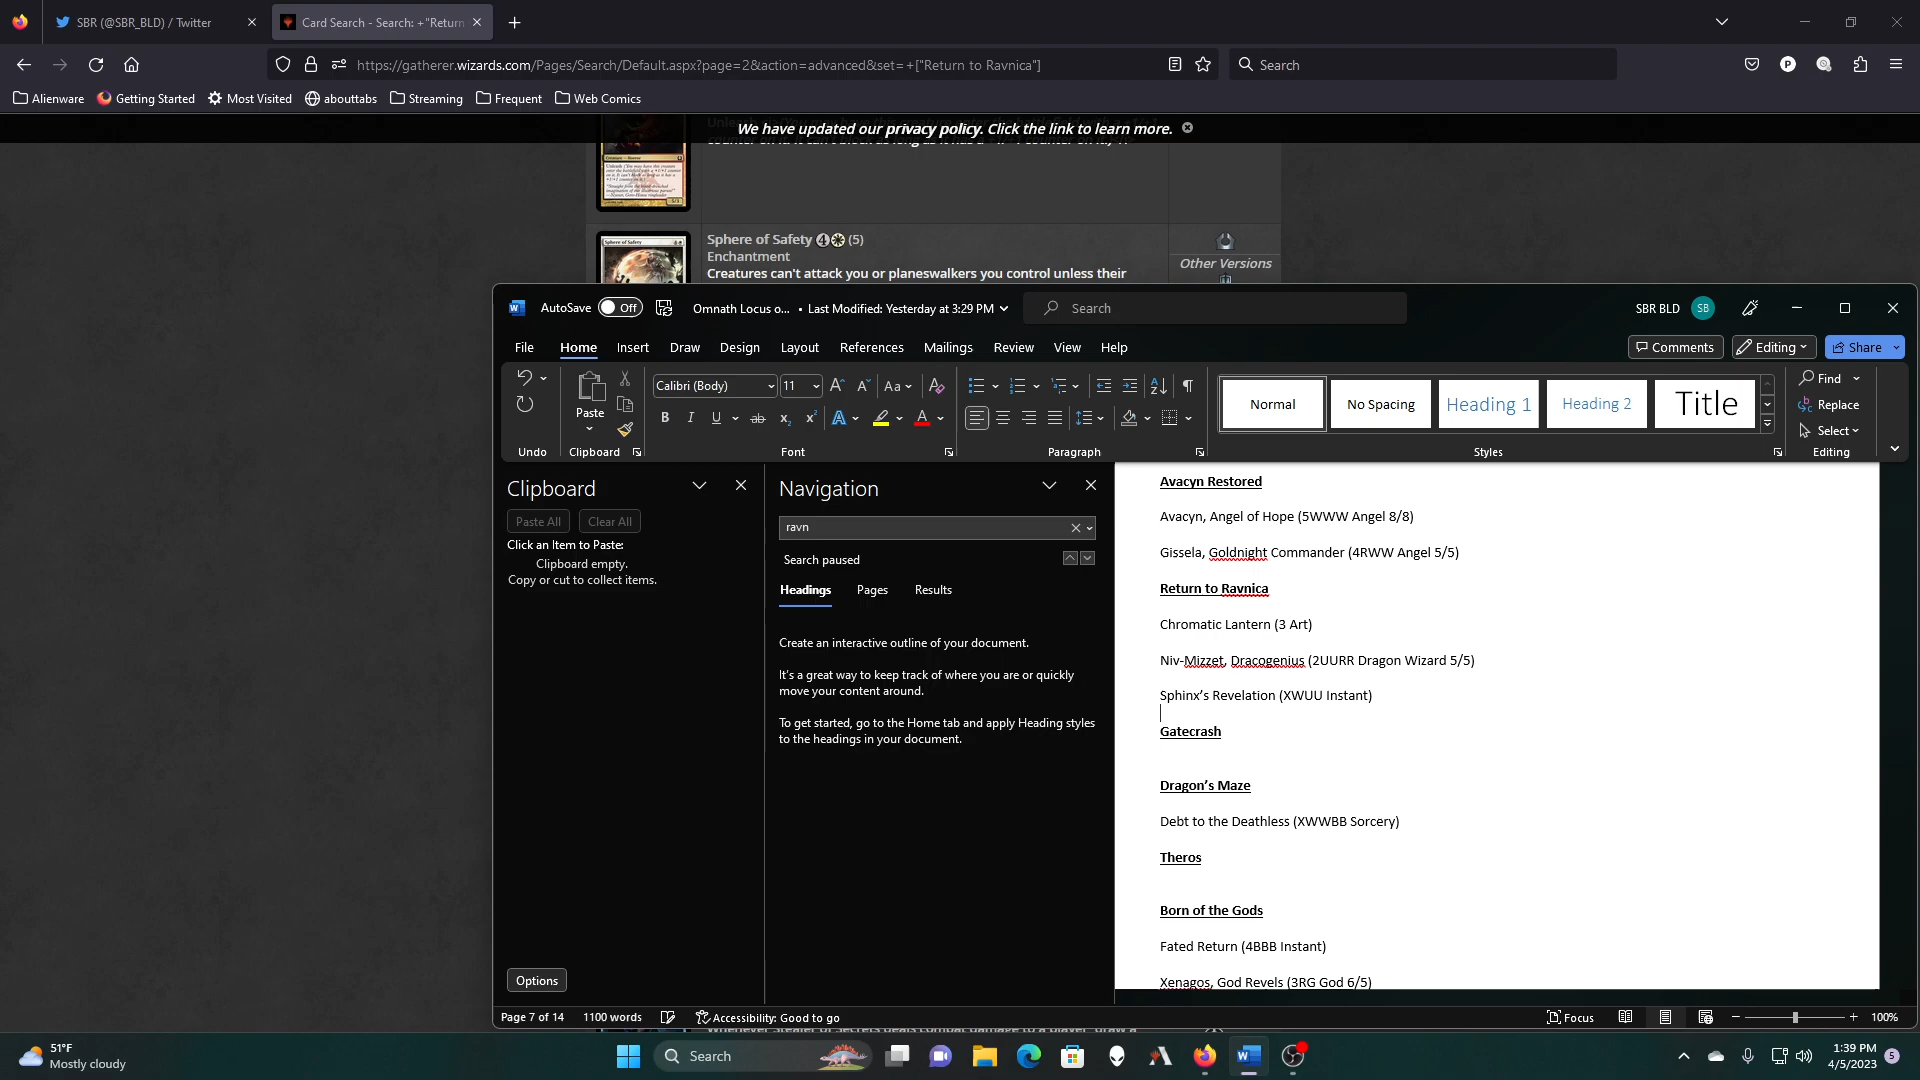 SBR (@SBR_BLD) / Twitter
Card Search - Search: +"Return
https://gatherer.wizards.com/Pages/Search/Default.aspx?page=2&action=advanced&set=+["Return to Ravnica"]
Search
Alienware
Getting Started
Most Visited
abouttabs
Streaming
Frequent
Web Comics
We have updated our privacy policy. Click the link to learn more.
Sphere of Safety 4 (5)
Enchantment
Creatures can't attack you or planeswalkers you control unless their
Other Versions
AutoSave Off
Omnath Locus o... • Last Modified: Yesterday at 3:29 PM
Search
SBR BLD SB
File Home Insert Draw Design Layout References Mailings Review View Help
Comments Editing Share
Paste
Calibri (Body) 11
Normal No Spacing Heading 1 Heading 2 Title
Find
Replace
Select
Undo Clipboard Font Paragraph Styles Editing
Clipboard
Paste All Clear All
Click an Item to Paste:
Clipboard empty.
Copy or cut to collect items.
Options
Navigation
ravn
Search paused
Headings Pages Results
Create an interactive outline of your document.
It's a great way to keep track of where you are or quickly
move your content around.
To get started, go to the Home tab and apply Heading styles
to the headings in your document.
Avacyn Restored
Avacyn, Angel of Hope (5WWW Angel 8/8)
Gissela, Goldnight Commander (4RWW Angel 5/5)
Return to Ravnica
Chromatic Lantern (3 Art)
Niv-Mizzet, Dracogenius (2UURR Dragon Wizard 5/5)
Sphinx's Revelation (XWUU Instant)
Gatecrash
Dragon's Maze
Debt to the Deathless (XWWBB Sorcery)
Theros
Born of the Gods
Fated Return (4BBB Instant)
Xenagos, God Revels (3RG God 6/5)
Page 7 of 14 1100 words Accessibility: Good to go
Focus 100%
51°F
Mostly cloudy
Search
1:39 PM
4/5/2023
5